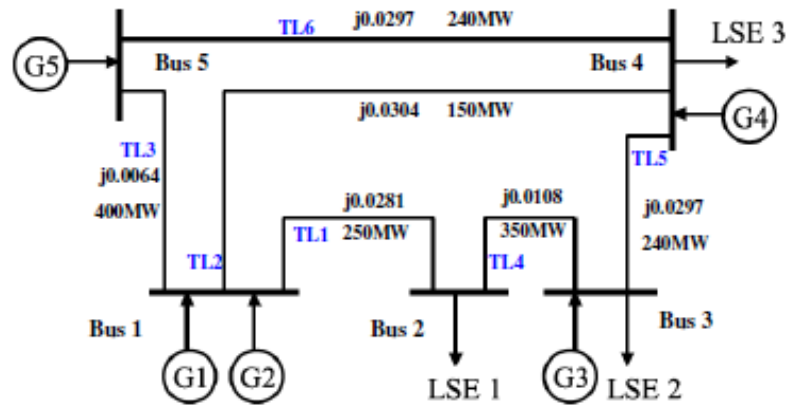 j0.0297 240MW
TL6
LSE 3
G5
Bus 5
Bus 4
j0.0304 150MW
G4
TL3
TL5
j0.0064
j0.0281
j0.0108
j0.0297
400MW
TL1
250MW
350MW
240MW
TL2
TL4
Bus 1
Bus 2
Bus 3
G1
G2
LSE 1
G3
LSE 2